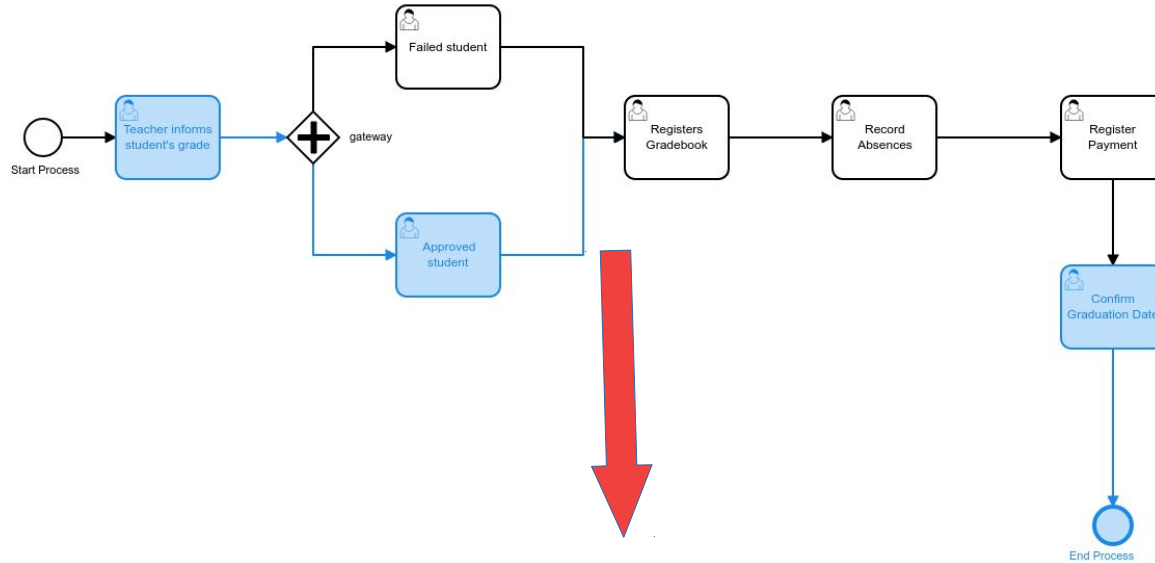 Start Process
Teacher informs
student's grade
gateway
Failed student
Approved
student
Registers
Gradebook
Record
Absences
Register
Payment
Confirm
Graduation Date
End Process